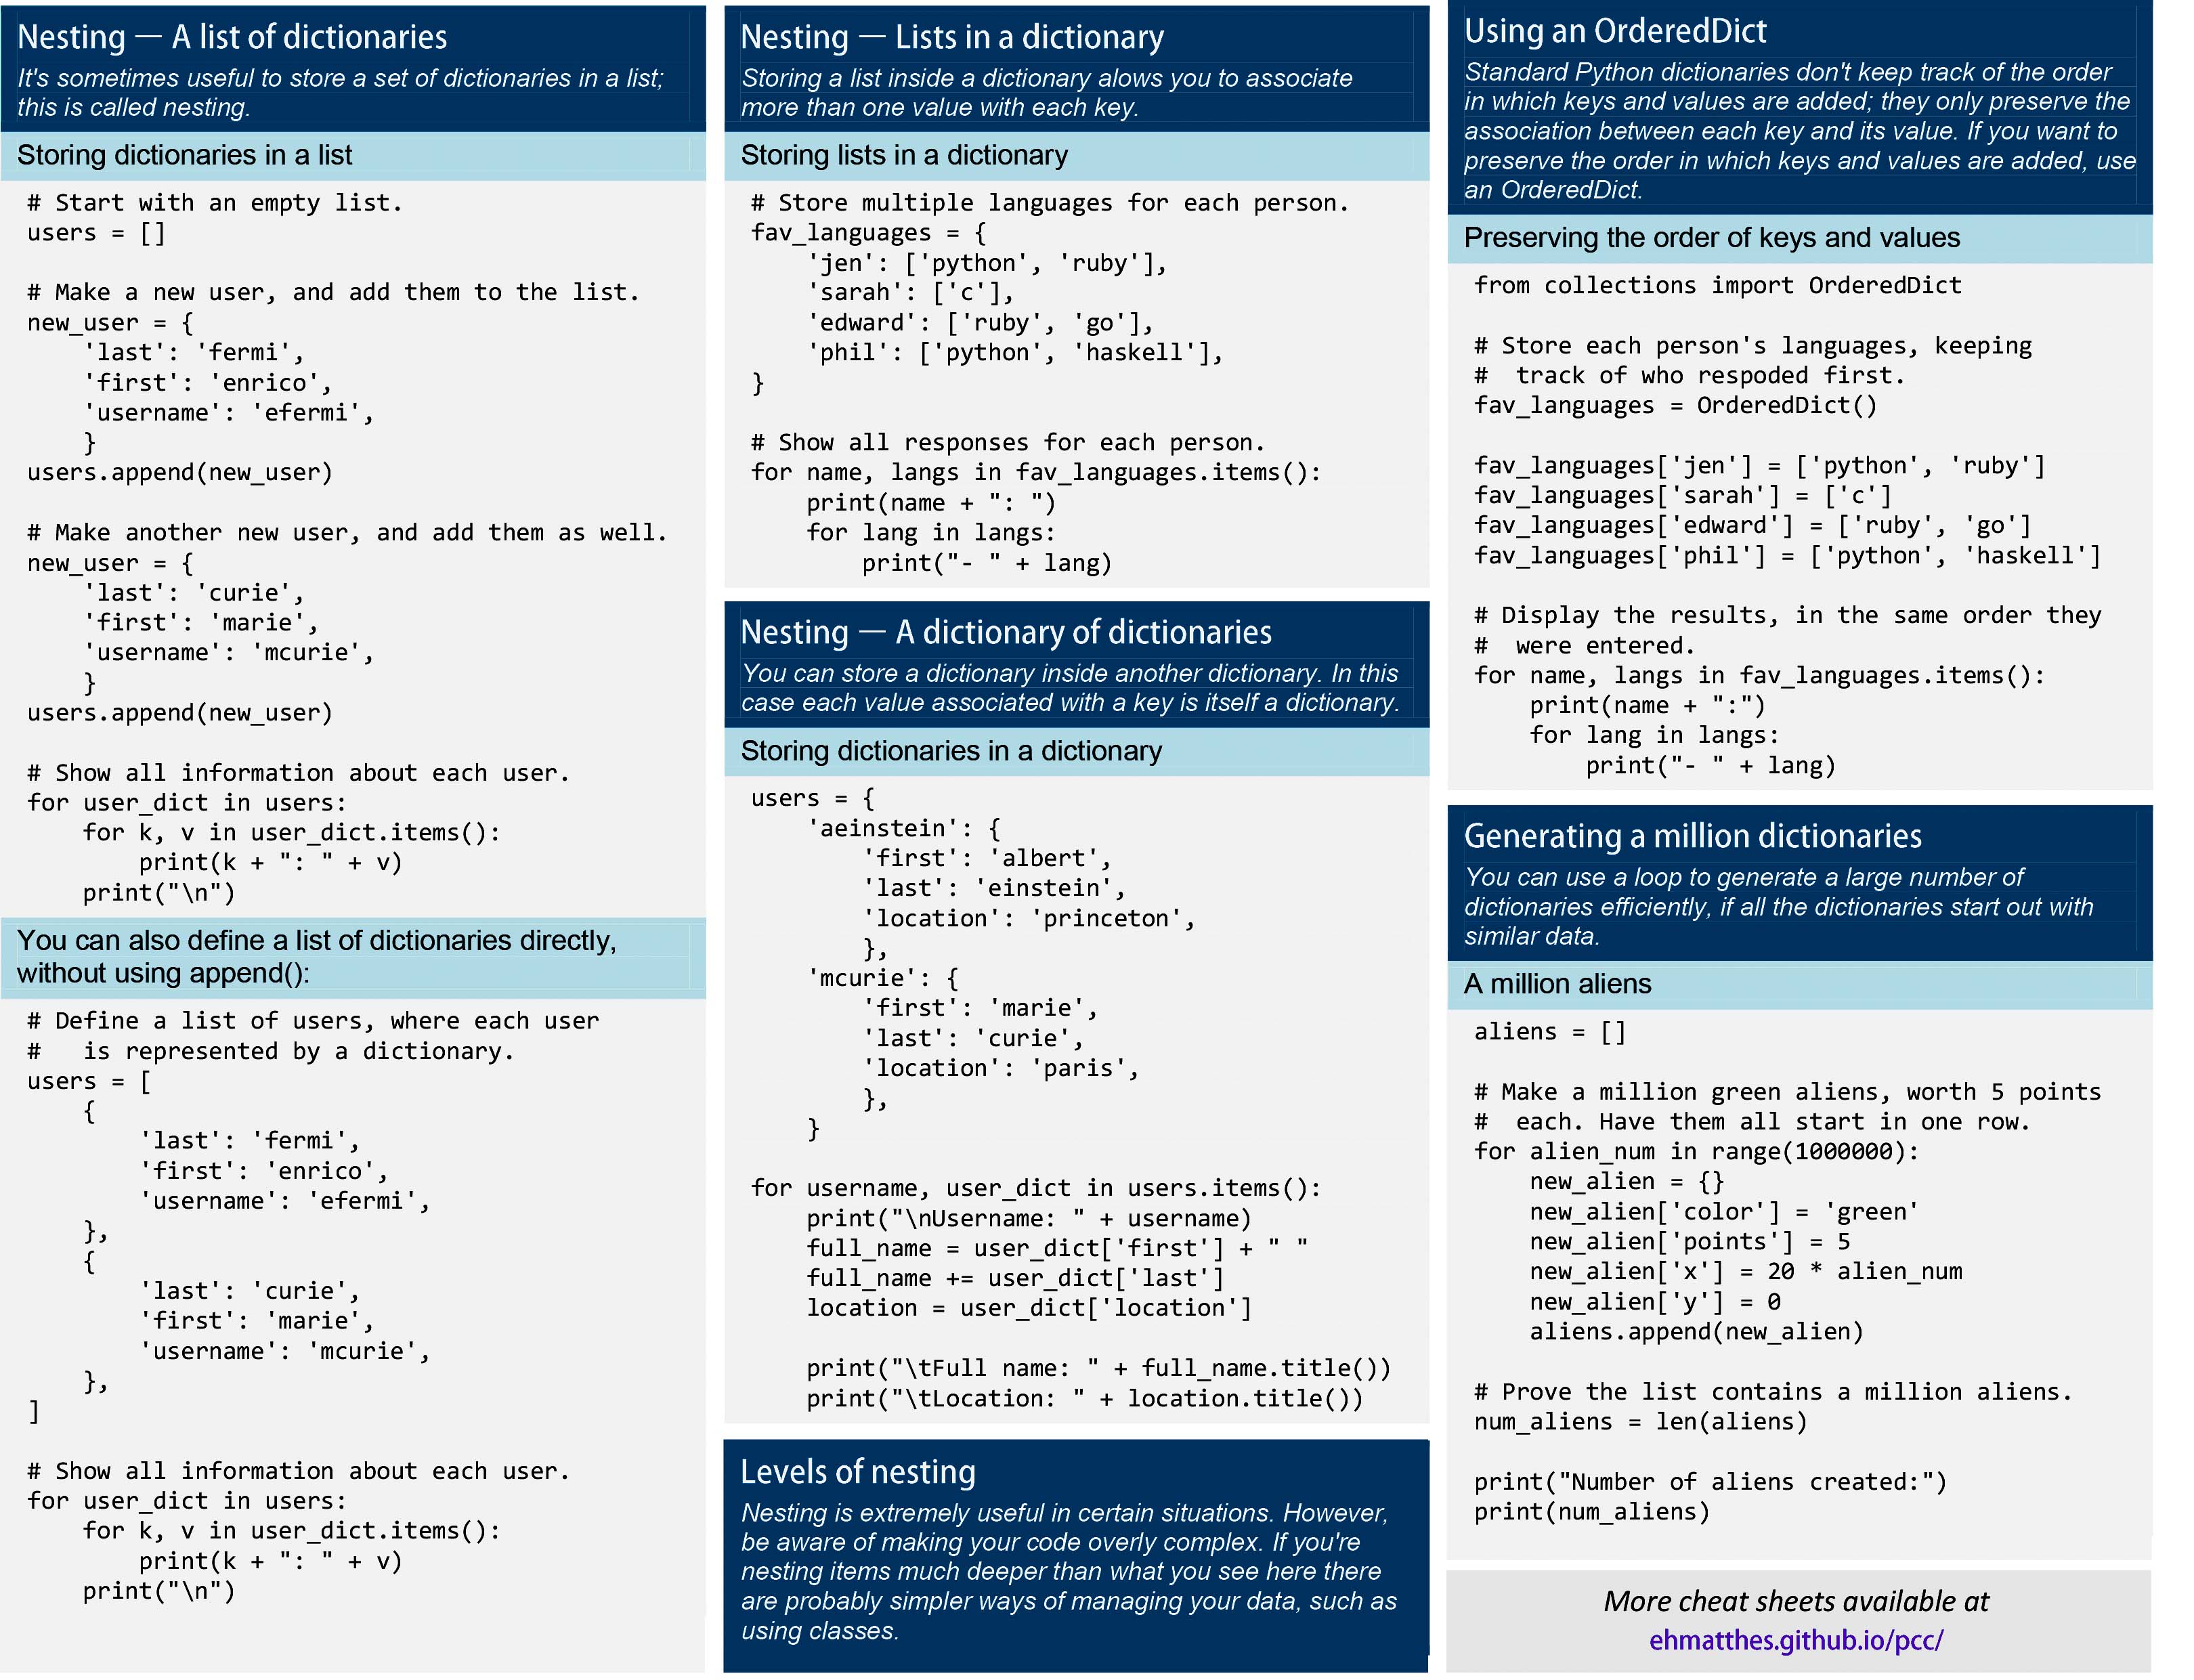 Nesting — A list of dictionaries
It's sometimes useful to store a set of dictionaries in a list;
this is called nesting.
Storing dictionaries in a list
# Start with an empty list.
users = []

# Make a new user, and add them to the list.
new_user = {
    'last': 'fermi',
    'first': 'enrico',
    'username': 'efermi',
    }
users.append(new_user)

# Make another new user, and add them as well.
new_user = {
    'last': 'curie',
    'first': 'marie',
    'username': 'mcurie',
    }
users.append(new_user)

# Show all information about each user.
for user_dict in users:
    for k, v in user_dict.items():
        print(k + ": " + v)
    print("\n")
You can also define a list of dictionaries directly,
without using append():
# Define a list of users, where each user
#   is represented by a dictionary.
users = [
    {
        'last': 'fermi',
        'first': 'enrico',
        'username': 'efermi',
    },
    {
        'last': 'curie',
        'first': 'marie',
        'username': 'mcurie',
    },
]

# Show all information about each user.
for user_dict in users:
    for k, v in user_dict.items():
        print(k + ": " + v)
    print("\n")
Nesting — Lists in a dictionary
Storing a list inside a dictionary alows you to associate
more than one value with each key.
Storing lists in a dictionary
# Store multiple languages for each person.
fav_languages = {
    'jen': ['python', 'ruby'],
    'sarah': ['c'],
    'edward': ['ruby', 'go'],
    'phil': ['python', 'haskell'],
}

# Show all responses for each person.
for name, langs in fav_languages.items():
    print(name + ": ")
    for lang in langs:
        print("- " + lang)
Nesting — A dictionary of dictionaries
You can store a dictionary inside another dictionary. In this
case each value associated with a key is itself a dictionary.
Storing dictionaries in a dictionary
users = {
    'aeinstein': {
        'first': 'albert',
        'last': 'einstein',
        'location': 'princeton',
        },
    'mcurie': {
        'first': 'marie',
        'last': 'curie',
        'location': 'paris',
        },
    }

for username, user_dict in users.items():
    print("\nUsername: " + username)
    full_name = user_dict['first'] + " "
    full_name += user_dict['last']
    location = user_dict['location']

    print("\tFull name: " + full_name.title())
    print("\tLocation: " + location.title())
Levels of nesting
Nesting is extremely useful in certain situations. However,
be aware of making your code overly complex. If you're
nesting items much deeper than what you see here there
are probably simpler ways of managing your data, such as
using classes.
Using an OrderedDict
Standard Python dictionaries don't keep track of the order
in which keys and values are added; they only preserve the
association between each key and its value. If you want to
preserve the order in which keys and values are added, use
an OrderedDict.
Preserving the order of keys and values
from collections import OrderedDict

# Store each person's languages, keeping
#  track of who respoded first.
fav_languages = OrderedDict()

fav_languages['jen'] = ['python', 'ruby']
fav_languages['sarah'] = ['c']
fav_languages['edward'] = ['ruby', 'go']
fav_languages['phil'] = ['python', 'haskell']

# Display the results, in the same order they
#  were entered.
for name, langs in fav_languages.items():
    print(name + ":")
    for lang in langs:
        print("- " + lang)
Generating a million dictionaries
You can use a loop to generate a large number of
dictionaries efficiently, if all the dictionaries start out with
similar data.
A million aliens
aliens = []

# Make a million green aliens, worth 5 points
#  each. Have them all start in one row.
for alien_num in range(1000000):
    new_alien = {}
    new_alien['color'] = 'green'
    new_alien['points'] = 5
    new_alien['x'] = 20 * alien_num
    new_alien['y'] = 0
    aliens.append(new_alien)

# Prove the list contains a million aliens.
num_aliens = len(aliens)

print("Number of aliens created:")
print(num_aliens)
More cheat sheets available at
ehmatthes.github.io/pcc/